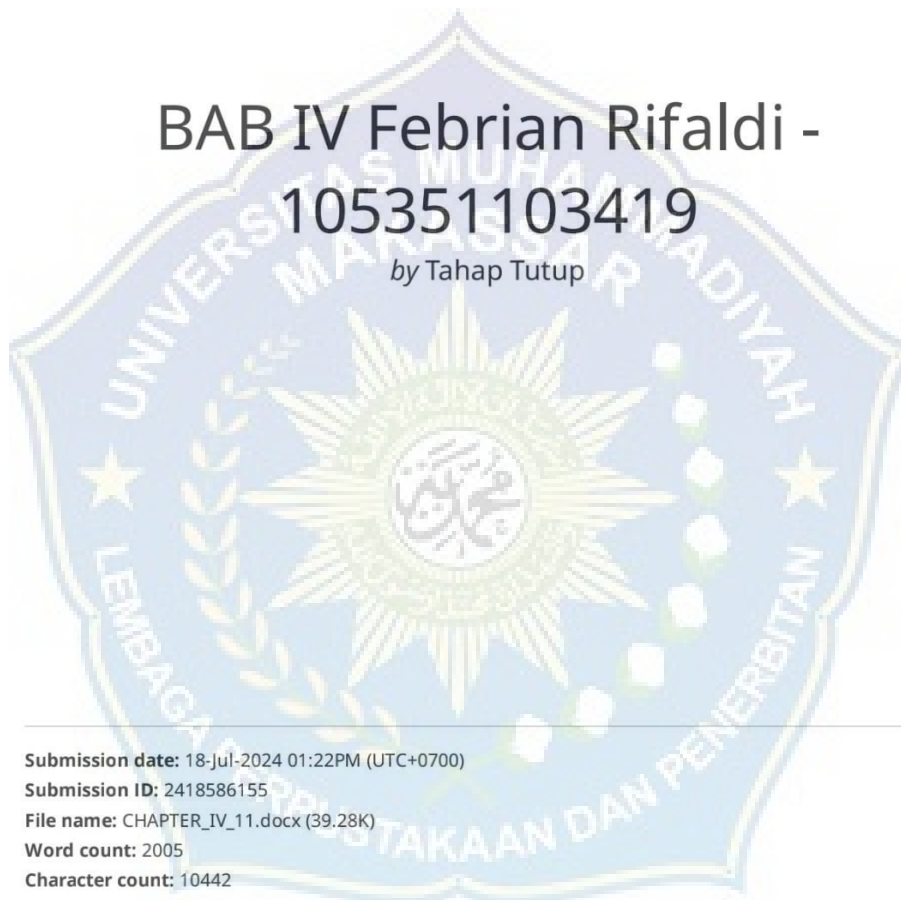 BAB IV Febrian Rifaldi -
105351103419
by Tahap Tutup
UNIVERSITAS MUHAMMADIYAH
MAKASSAR
LEMBAGA PERPUSTAKAAN DAN PENERBITAN
Submission date: 18-Jul-2024 01:22PM (UTC+0700)
Submission ID: 2418586155
File name: CHAPTER_IV_11.docx (39.28K)
Word count: 2005
Character count: 10442